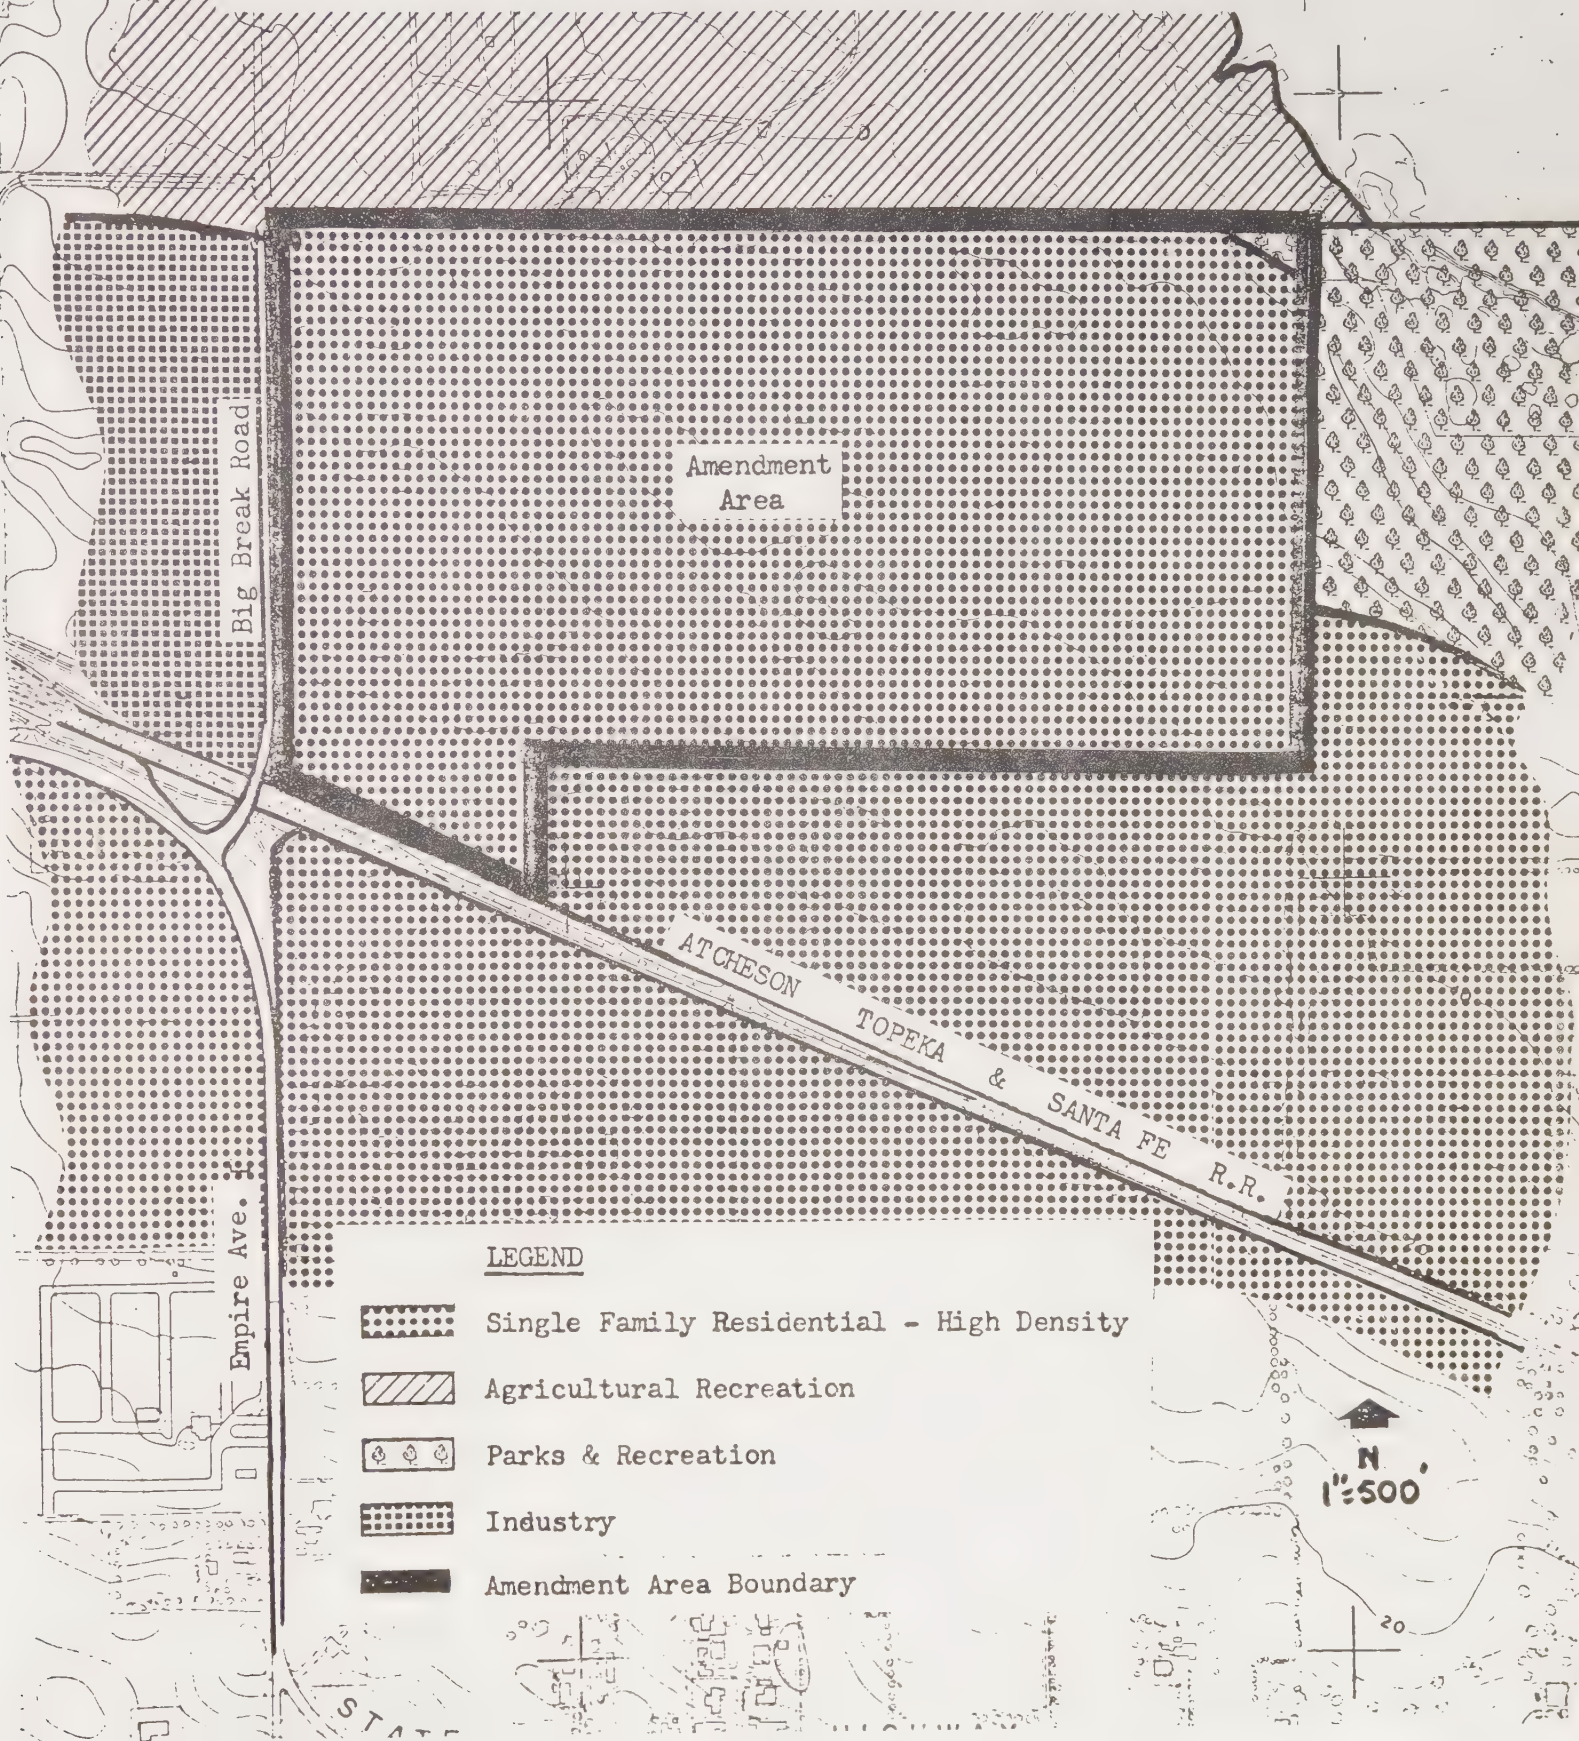 Amendment
Area
Big Break Road
ATCHESON TOPEKA & SANTA FE R.R.
Empire Ave.
LEGEND
Single Family Residential - High Density
Agricultural Recreation
Parks & Recreation
Industry
Amendment Area Boundary
N
1"=500'
20